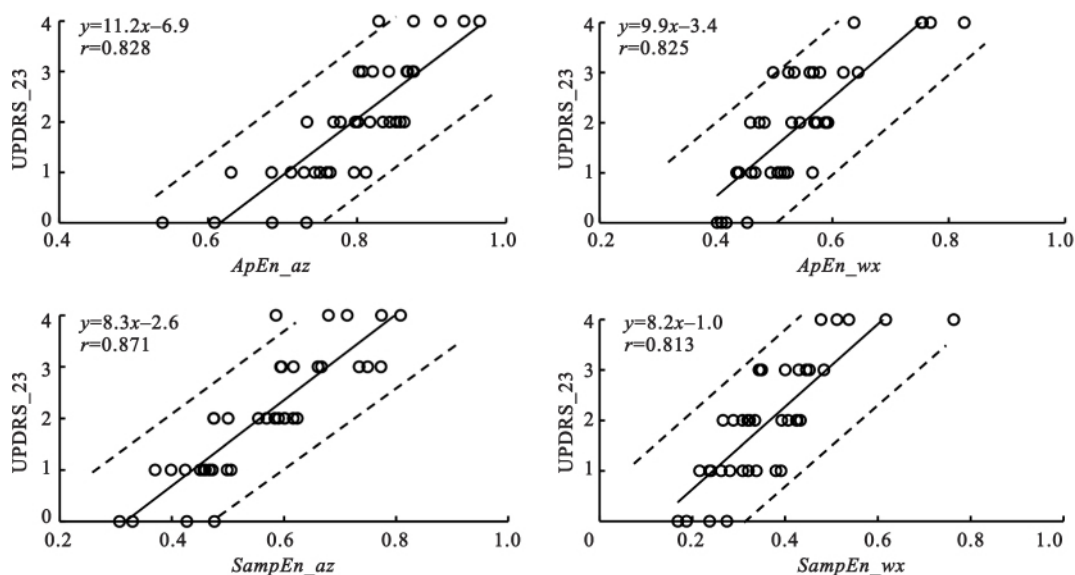 y=11.2x−6.9
r=0.828
UPDRS_23
4
3
2
1
0
0.4
0.6
0.8
1.0
ApEn_az
y=9.9x−3.4
r=0.825
UPDRS_23
4
3
2
1
0
0.2
0.4
0.6
0.8
1.0
ApEn_wx
y=8.3x−2.6
r=0.871
UPDRS_23
4
3
2
1
0
0.2
0.4
0.6
0.8
1.0
SampEn_az
y=8.2x−1.0
r=0.813
UPDRS_23
4
3
2
1
0
0
0.2
0.4
0.6
0.8
1.0
SampEn_wx